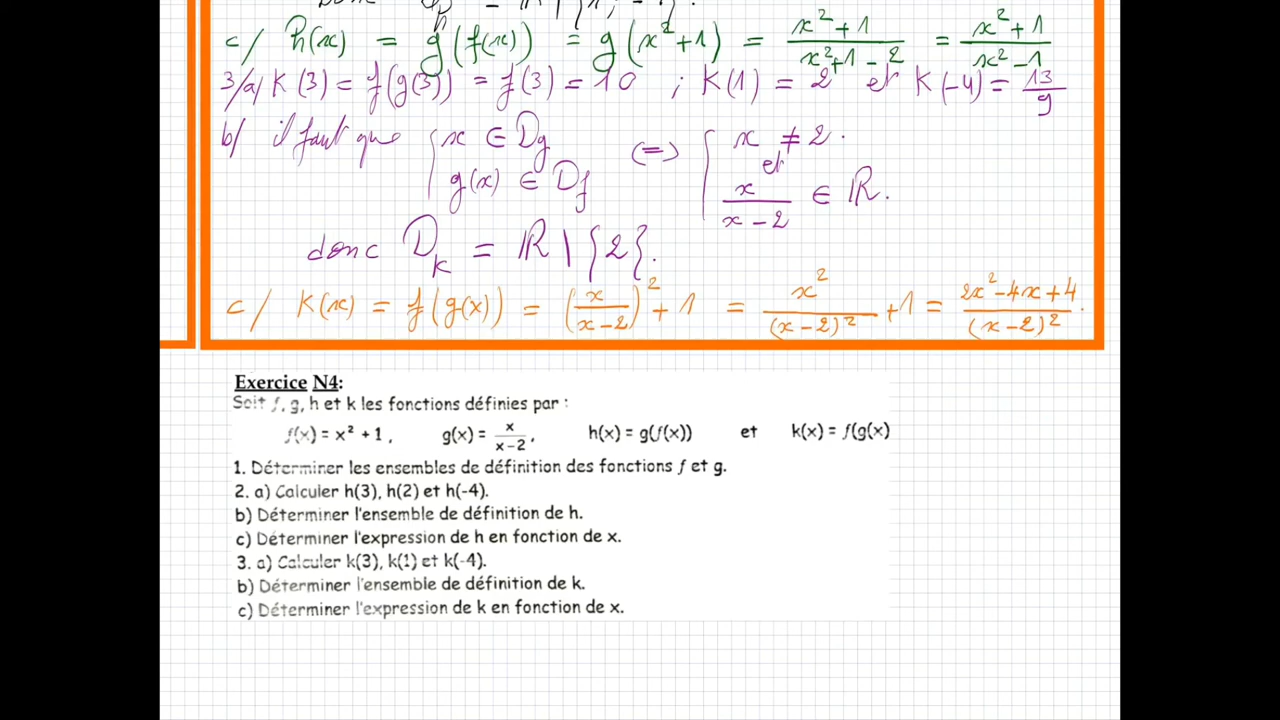 donc D_h = ℝ \ {1; -1}.
c/ h(x) = g(f(x)) = g(x²+1) = (x²+1)/(x²+1-2) = (x²+1)/(x²-1)
3/a/ K(3) = f(g(3)) = f(3) = 10 ; K(1) = 2 et K(-4) = 13/9
b/ il faut que { x ∈ Dg (=) { x ≠ 2.
et
g(x) ∈ Df x/(x-2) ∈ ℝ.
donc D_K = ℝ \ {2}.
c/ K(x) = f(g(x)) = (x/(x-2))² + 1 = x²/(x-2)² + 1 = (2x²-4x+4)/(x-2)².
Exercice N4:
Soit f, g, h et k les fonctions définies par :
f(x) = x² + 1, g(x) = x/(x-2), h(x) = g(f(x)) et k(x) = f(g(x)
1. Déterminer les ensembles de définition des fonctions f et g.
2. a) Calculer h(3), h(2) et h(-4).
b) Déterminer l'ensemble de définition de h.
c) Déterminer l'expression de h en fonction de x.
3. a) Calculer k(3), k(1) et k(-4).
b) Déterminer l'ensemble de définition de k.
c) Déterminer l'expression de k en fonction de x.